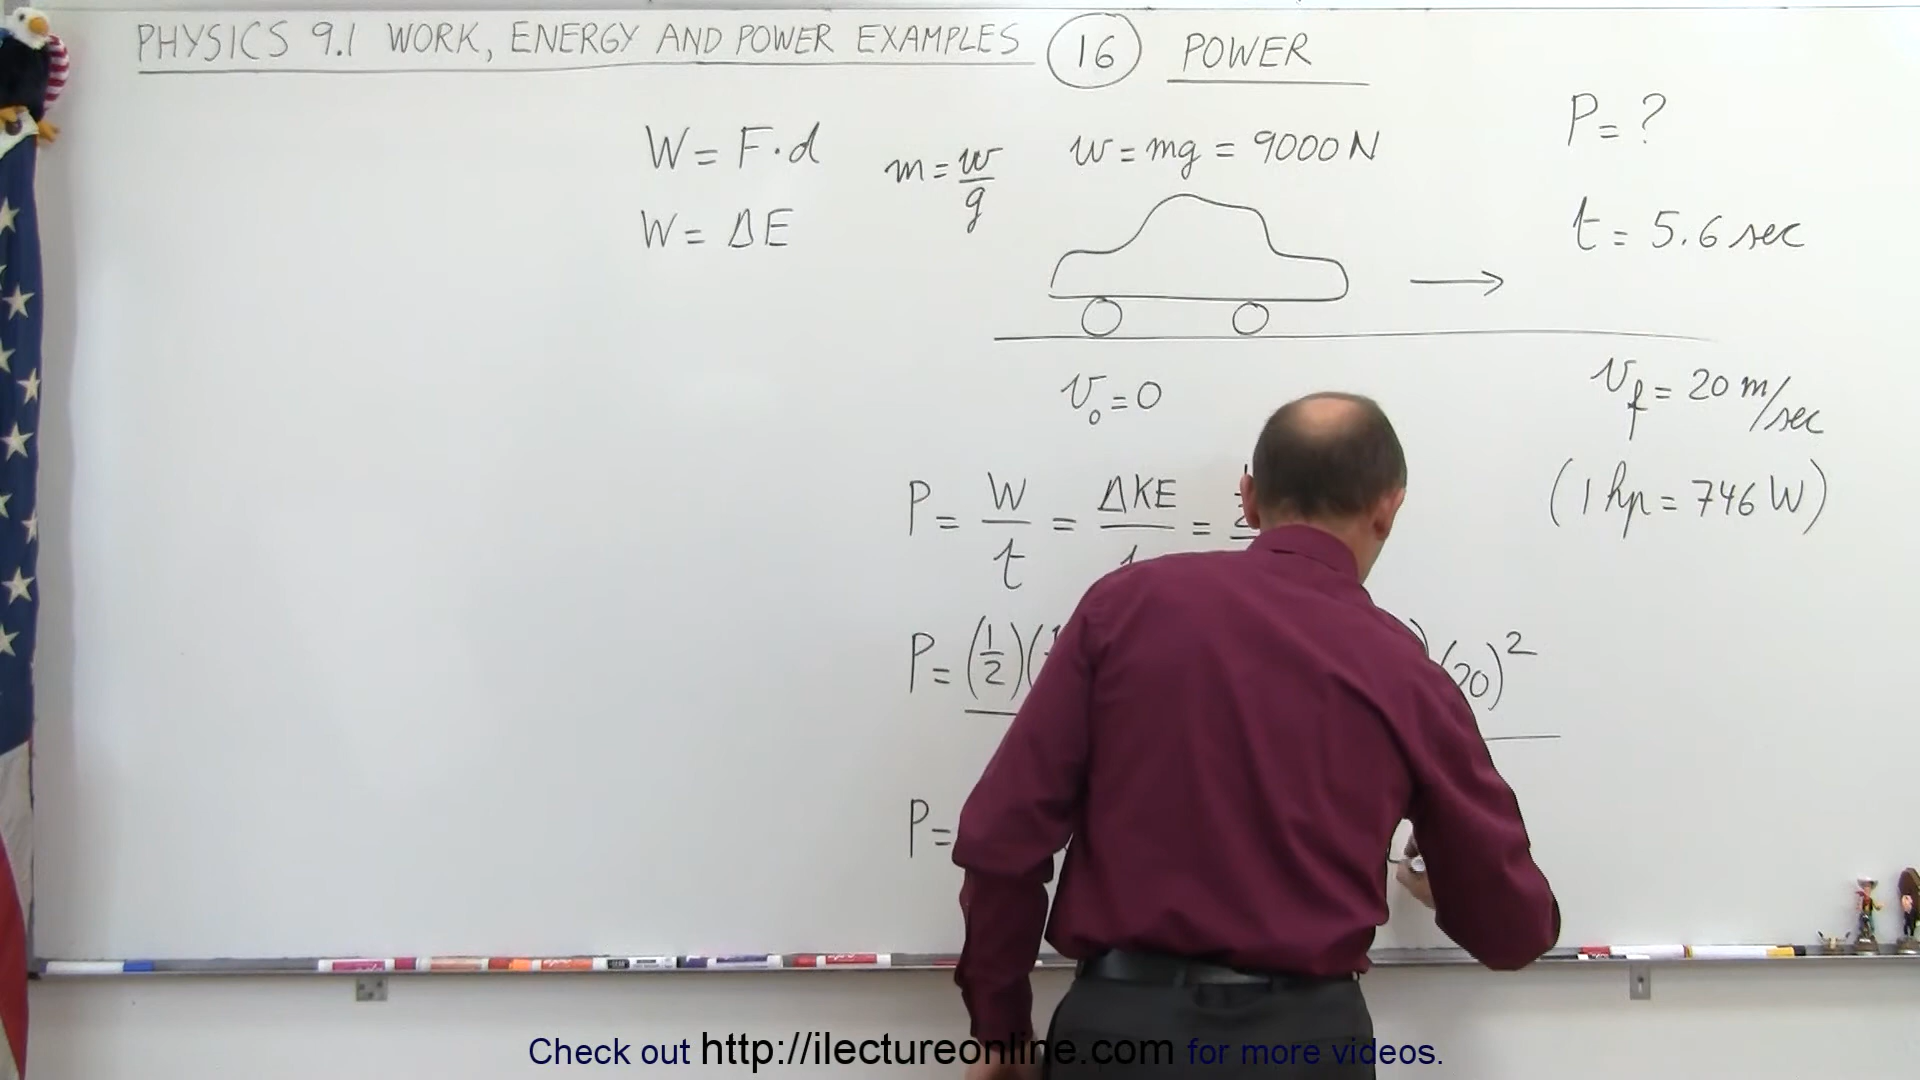 PHYSICS 9.1 WORK, ENERGY AND POWER EXAMPLES 16 POWER
W = F·d
m = w/g
w = mg = 9000 N
P = ?
W = ΔE
t = 5.6 sec
v₀ = 0
v_f = 20 m/sec
P = W/t = ΔKE/ =
(1 hp = 746 W)
P = (1/2)( (20)²
P =
Check out http://ilectureonline.com for more videos.